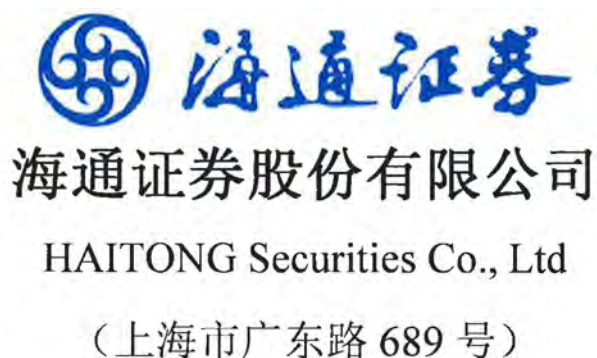 海通证券
海通证券股份有限公司
HAITONG Securities Co., Ltd
（上海市广东路 689 号）